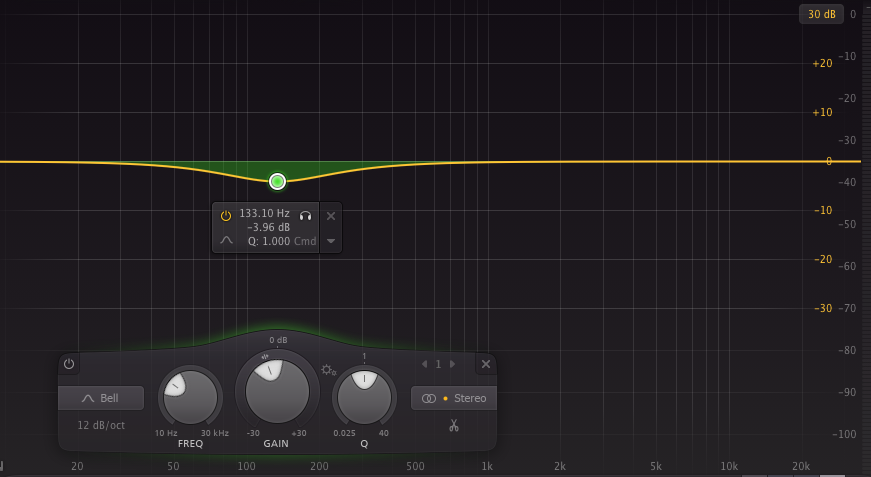 30 dB
0
-10
+20
-20
+10
-30
0
-40
-10
-50
-20
-60
-30
-70
-80
-90
-100
133.10 Hz
-3.96 dB
Q: 1.000 Cmd
0 dB
1
1
Bell
Stereo
12 dB/oct
10 Hz 30 kHz
-30 +30
0.025 40
FREQ
GAIN
Q
20 50 100 200 500 1k 2k 5k 10k 20k